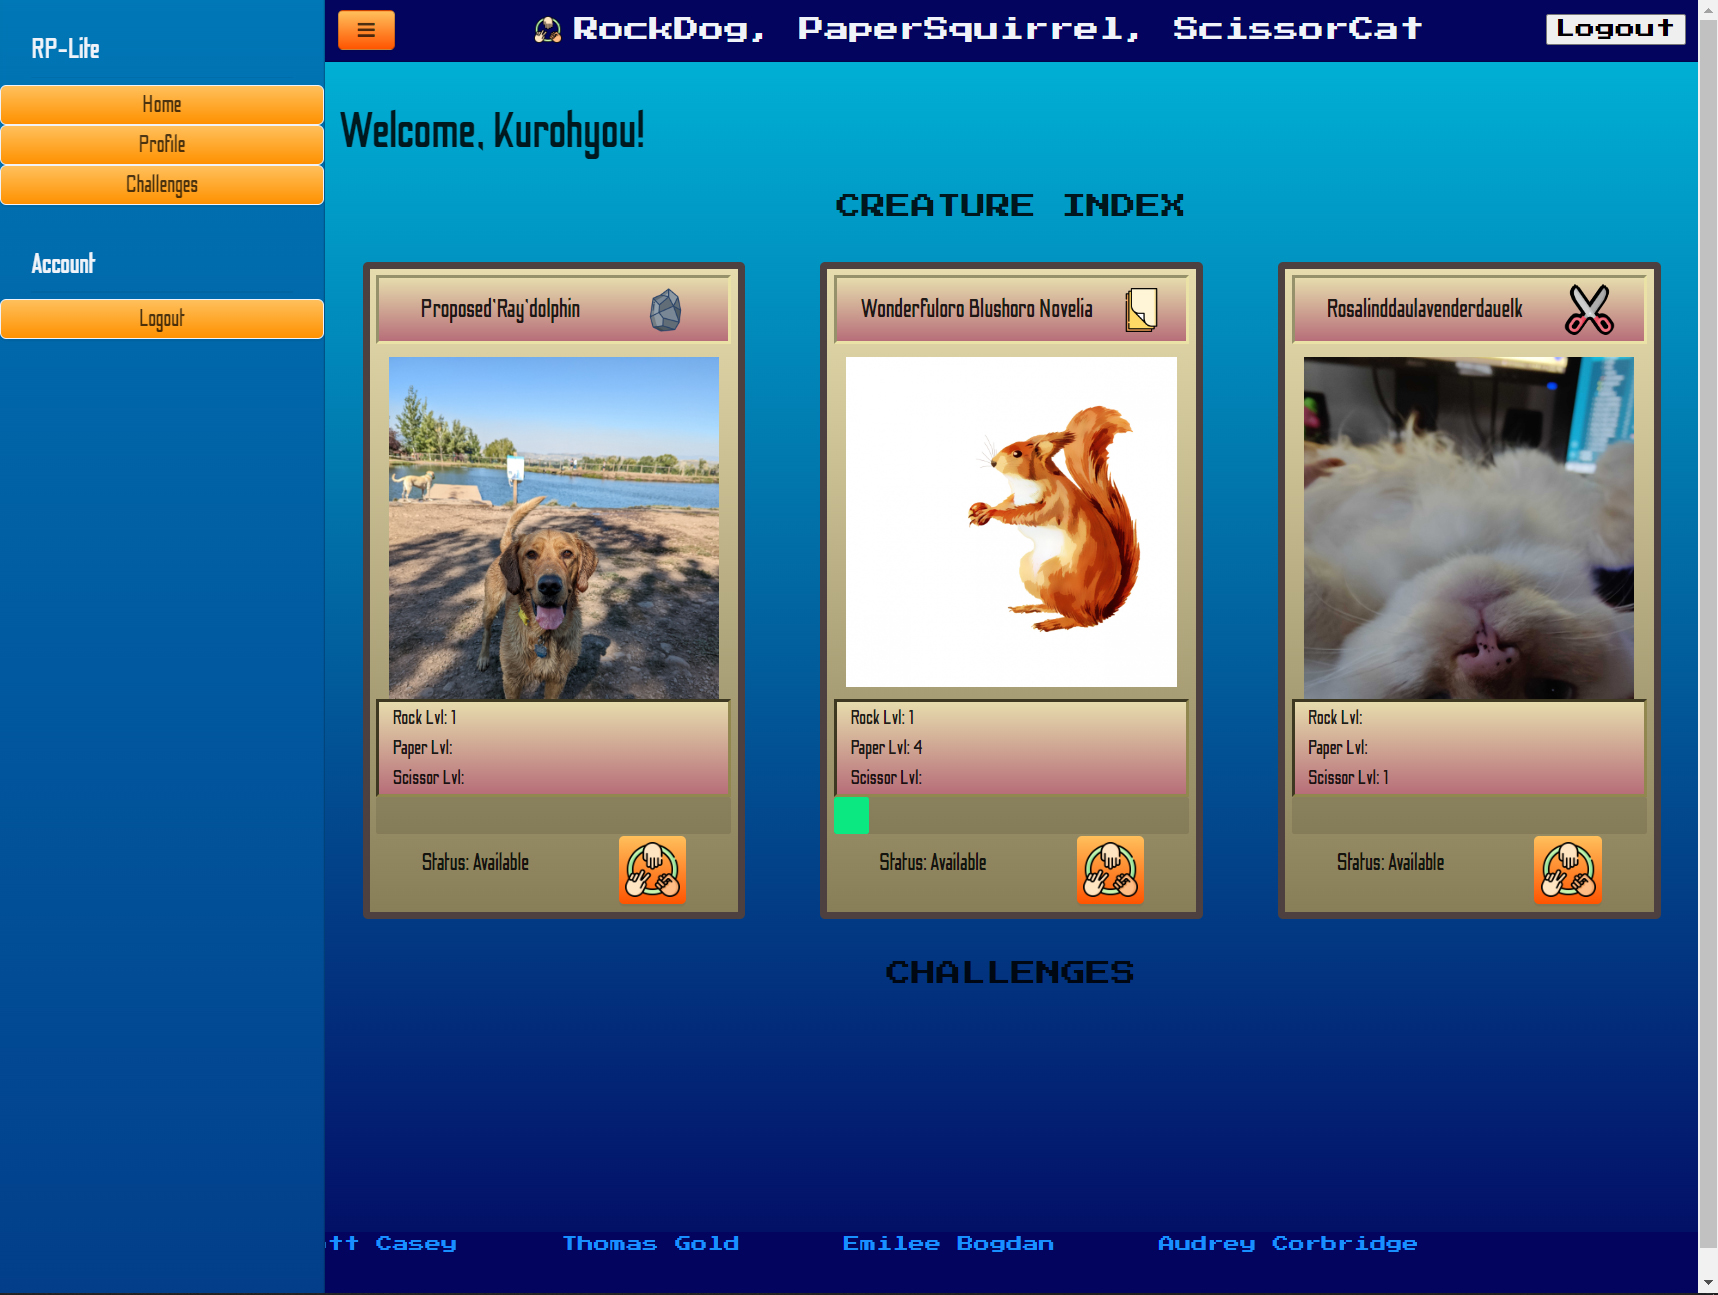 RP-Lite
Home
Profile
Challenges
Account
Logout
RockDog, PaperSquirrel, ScissorCat
Logout
Welcome, Kurohyou!
CREATURE INDEX
Proposed'Ray'dolphin
Rock Lvl: 1
Paper Lvl:
Scissor Lvl:
Status: Available
Wonderfuloro Blushoro Novelia
Rock Lvl: 1
Paper Lvl: 4
Scissor Lvl:
Status: Available
Rosalinddaulavenderdauelk
Rock Lvl:
Paper Lvl:
Scissor Lvl: 1
Status: Available
CHALLENGES
tt Casey Thomas Gold Emilee Bogdan Audrey Corbridge